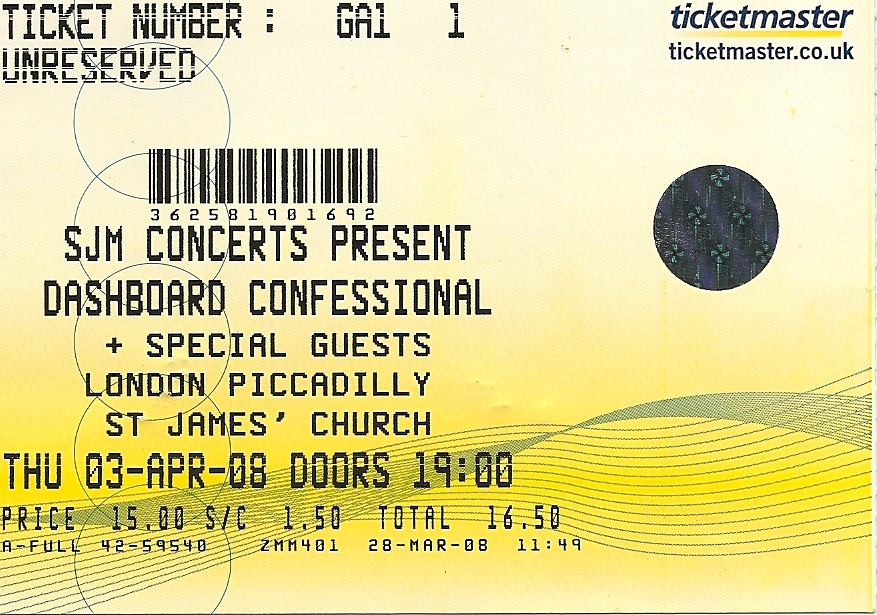 TICKET NUMBER : GA1 1
UNRESERVED
ticketmaster
ticketmaster.co.uk
362581901692
SJM CONCERTS PRESENT
DASHBOARD CONFESSIONAL
+ SPECIAL GUESTS
LONDON PICCADILLY
ST JAMES' CHURCH
THU 03-APR-08 DOORS 19:00
PRICE 15.00 S/C 1.50 TOTAL 16.50
A-FULL 42-59540 ZMM401 28-MAR-08 11:49